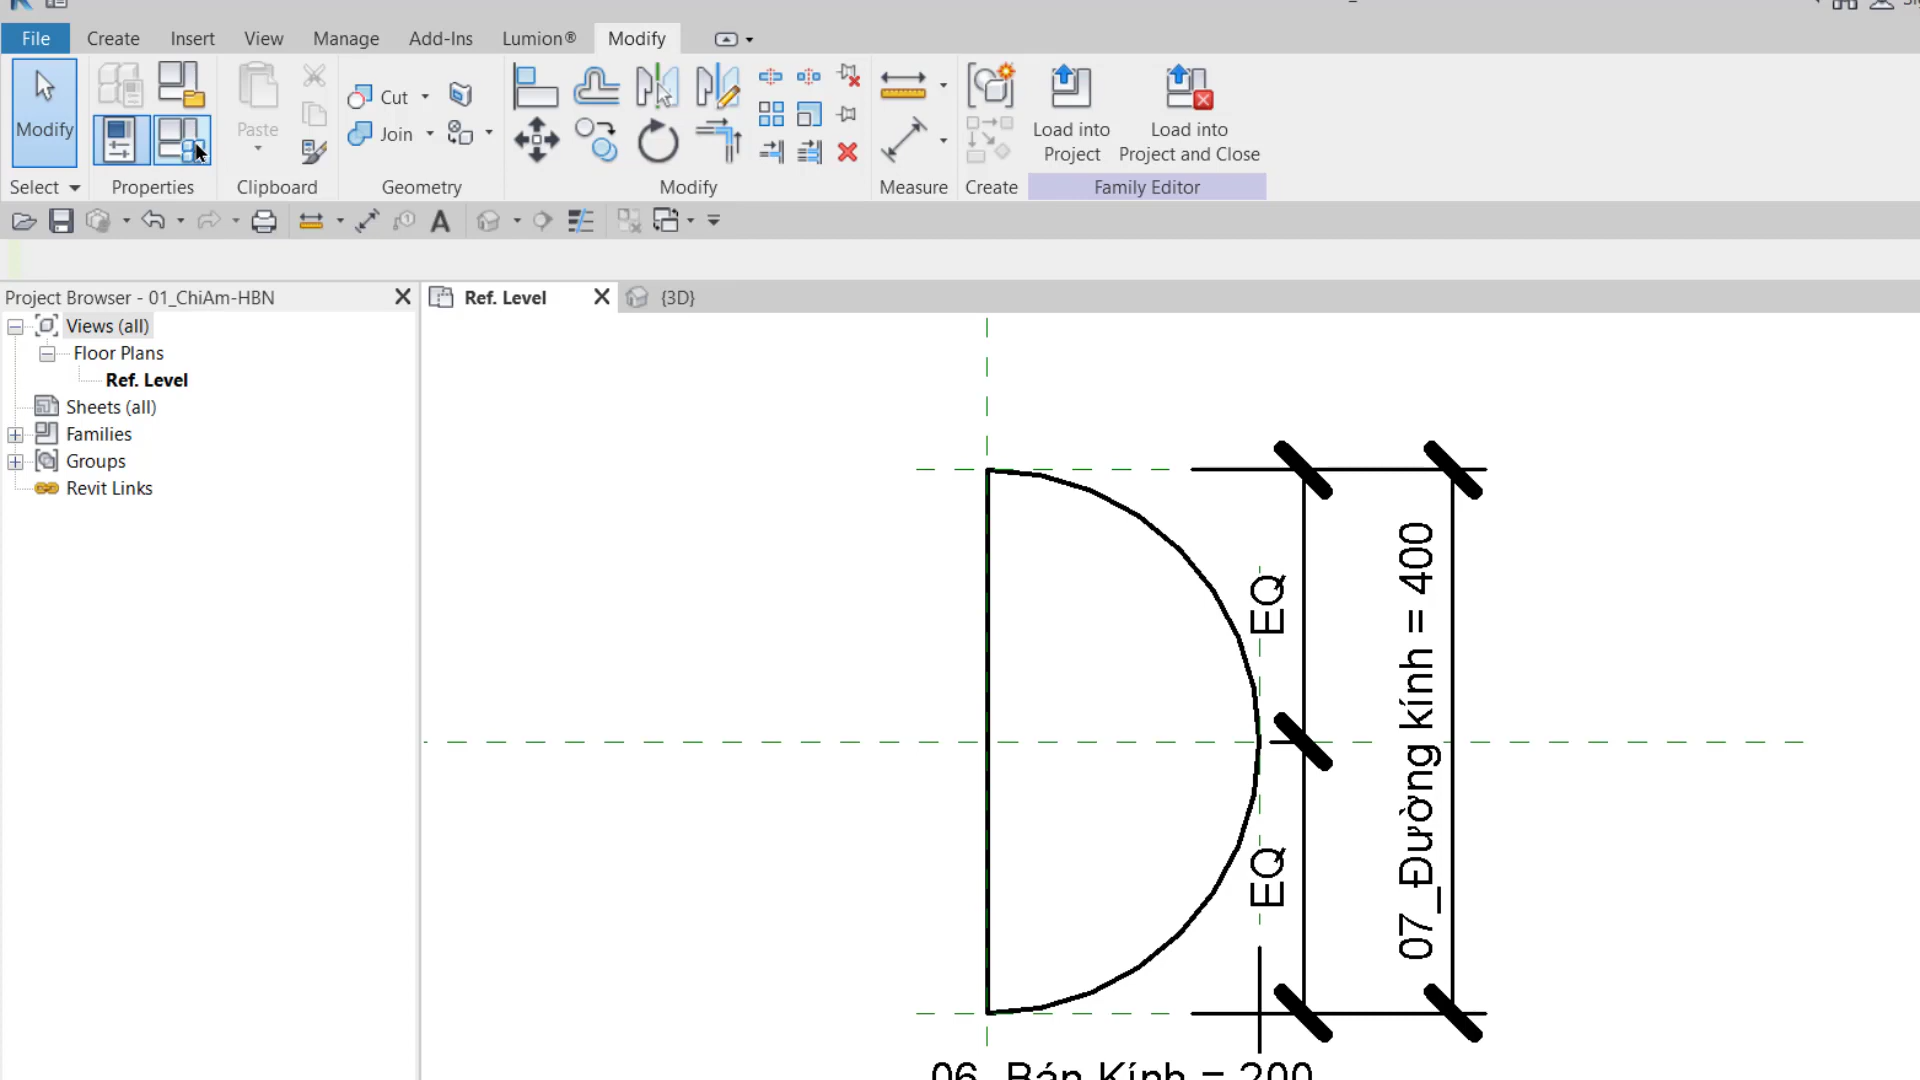 File Create Insert View Manage Add-Ins Lumion® Modify
Modify
Paste
Cut
Join
Load into
Project
Load into
Project and Close
Select Properties Clipboard Geometry Modify Measure Create Family Editor
Project Browser - 01_ChiAm-HBN
Ref. Level
{3D}
Views (all)
Floor Plans
Ref. Level
Sheets (all)
Families
Groups
Revit Links
EQ
EQ
07_Đường kính = 400
06_Bán Kính = 200